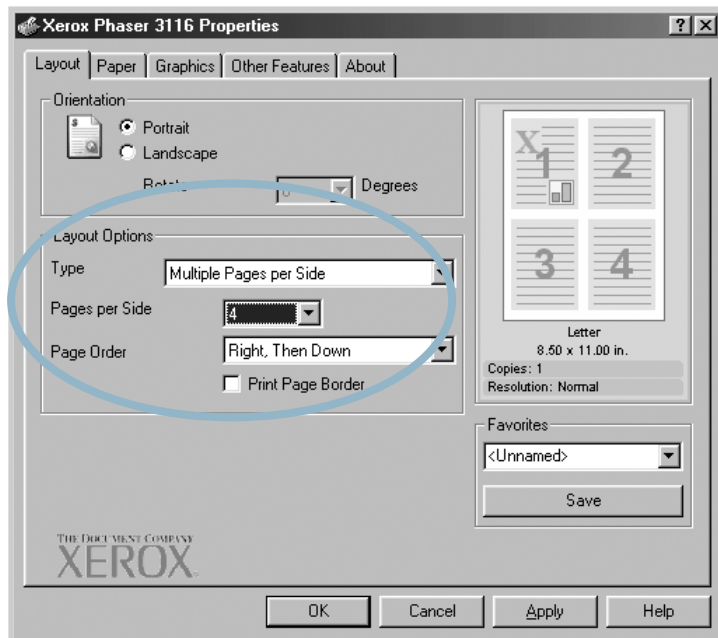 Xerox Phaser 3116 Properties
? ×
Layout Paper Graphics Other Features About
Orientation
Portrait
Landscape
Rotate Degrees
Layout Options
Type Multiple Pages per Side
Pages per Side 4
Page Order Right, Then Down
Print Page Border
X
1 2
3 4
Letter
8.50 x 11.00 in.
Copies: 1
Resolution: Normal
Favorites
<Unnamed>
Save
THE DOCUMENT COMPANY
XEROX
OK Cancel Apply Help